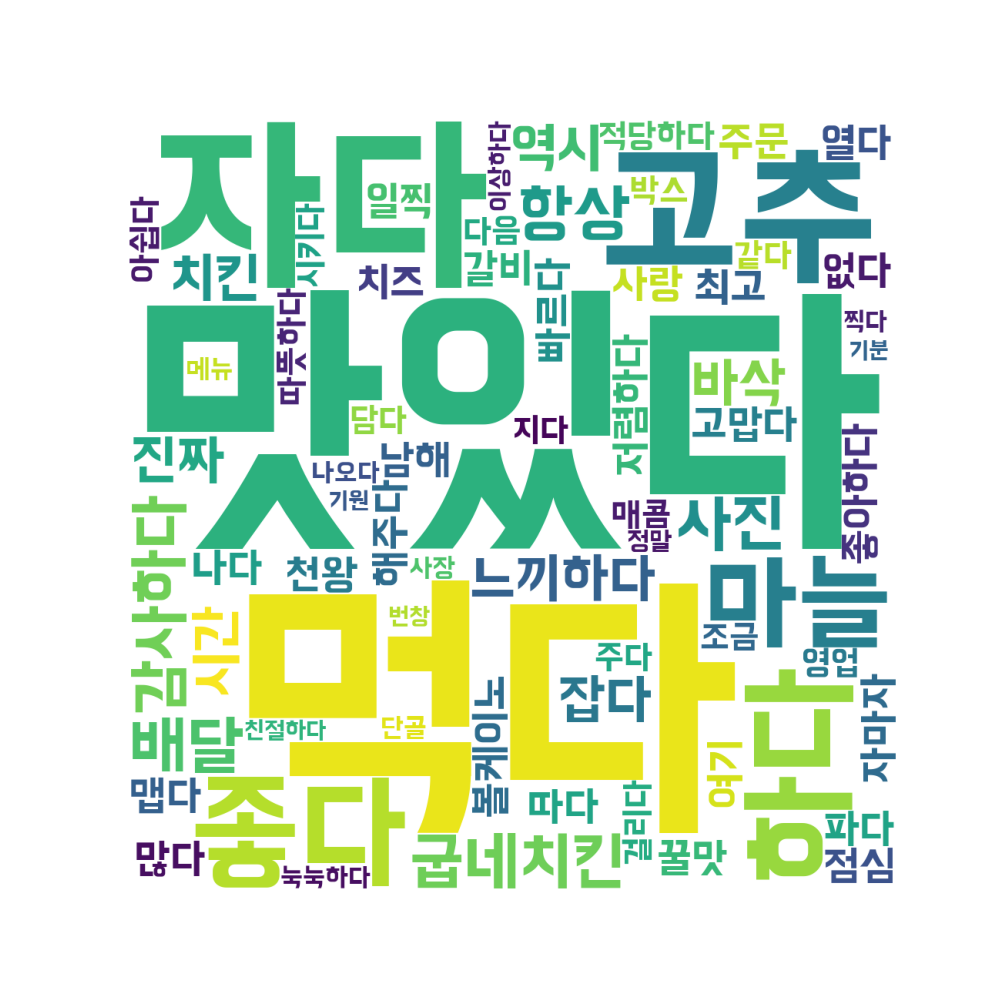 자다
고추
맛있다
먹다
하다
좋다
마늘
굽네치킨
감사하다
배달
느끼하다
사진
항상
역시
적당하다
주문
열다
이상하다
일찍
박스
아쉽다
시키다
다음
치킨
치즈
갈비
빠르다
사랑
최고
같다
없다
찍다
기분
메뉴
따뜻하다
담다
지다
저렴하다
바삭
고맙다
좋아하다
진짜
나오다
남해
기원
해주다
매콤
정말
나다
천왕
사장
번창
시간
조금
주다
영업
잡다
볼케이노
단골
친절하다
여기
자마자
맵다
따다
걸리다
파다
많다
눅눅하다
꿀맛
점심